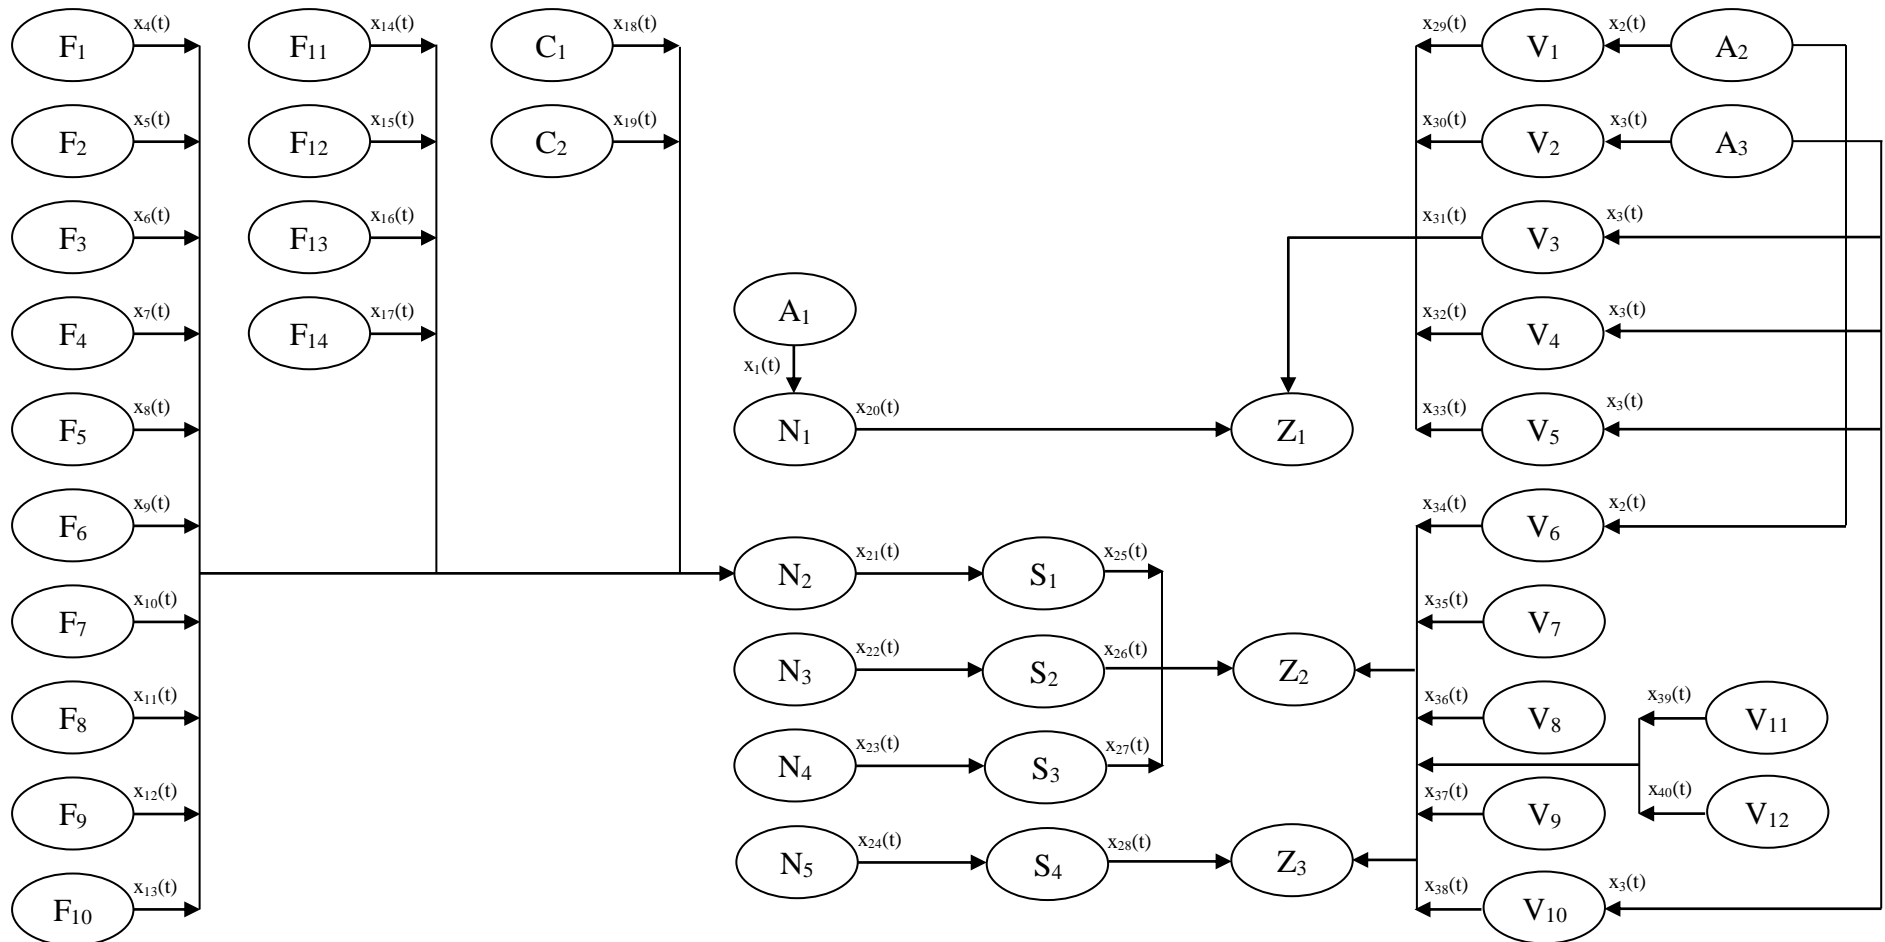 x₄(t) x₁₄(t) x₁₈(t) x₂₉(t) x₂(t)
F₁ F₁₁ C₁ V₁ A₂
x₅(t) x₁₅(t) x₁₉(t) x₃₀(t) x₃(t)
F₂ F₁₂ C₂ V₂ A₃
x₆(t) x₁₆(t) x₃₁(t) x₃(t)
F₃ F₁₃ V₃
x₇(t) x₁₇(t) x₃₂(t) x₃(t)
F₄ F₁₄ A₁ V₄
x₁(t)
x₈(t) x₂₀(t) x₃₃(t) x₃(t)
F₅ N₁ Z₁ V₅
x₉(t) x₃₄(t) x₂(t)
F₆ V₆
x₂₁(t) x₂₅(t)
N₂ S₁
x₁₀(t) x₃₅(t)
F₇ V₇
x₂₂(t) x₂₆(t)
N₃ S₂ Z₂
x₁₁(t) x₃₆(t) x₃₉(t)
F₈ V₈ V₁₁
x₂₃(t) x₂₇(t)
N₄ S₃
x₁₂(t) x₃₇(t) x₄₀(t)
F₉ V₉ V₁₂
x₂₄(t) x₂₈(t)
N₅ S₄ Z₃
x₁₃(t) x₃₈(t) x₃(t)
F₁₀ V₁₀